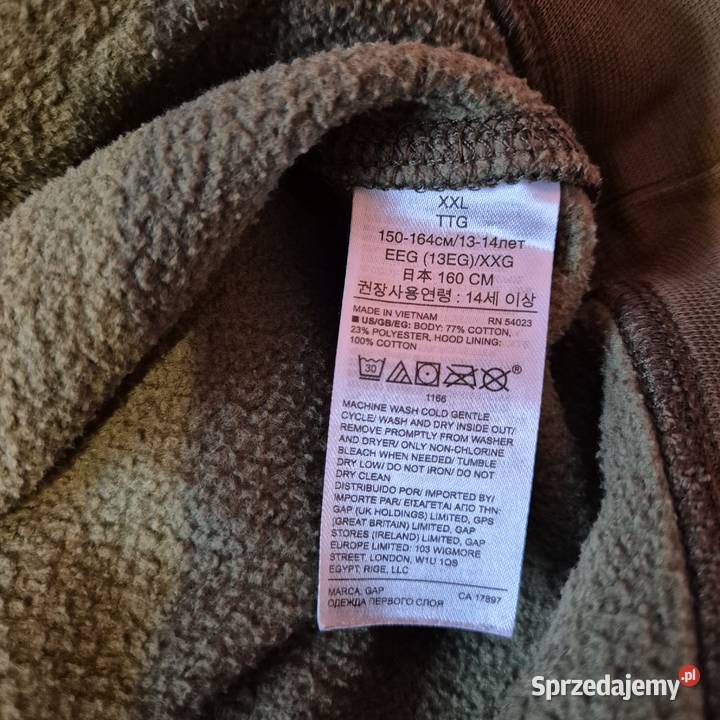 XXL
TTG
150-164см/13-14лет
EEG (13EG)/XXG
日本 160 CM
권장사용연령 : 14세 이상
MADE IN VIETNAM RN 54023
■ US/GB/EG: BODY: 77% COTTON,
23% POLYESTER, HOOD LINING:
100% COTTON
30
®
1166
MACHINE WASH COLD GENTLE
CYCLE/ WASH AND DRY INSIDE OUT/
REMOVE PROMPTLY FROM WASHER
AND DRYER/ ONLY NON-CHLORINE
BLEACH WHEN NEEDED/ TUMBLE
DRY LOW/ DO NOT IRON/ DO NOT
DRY CLEAN
DISTRIBUIDO POR/ IMPORTED BY/
IMPORTE PAR/ ΕΙΣΑΓΕΤΑΙ ΑΠΟ ΤΗΝ:
GAP (UK HOLDINGS) LIMITED, GPS
(GREAT BRITAIN) LIMITED, GAP
STORES (IRELAND) LIMITED, GAP
EUROPE LIMITED: 103 WIGMORE
STREET, LONDON, W1U 1QS
EGYPT: RIGE, LLC
MARCA, GAP CA 17897
ОДЕЖДА ПЕРВОГО СЛОЯ
Sprzedajemy.pl